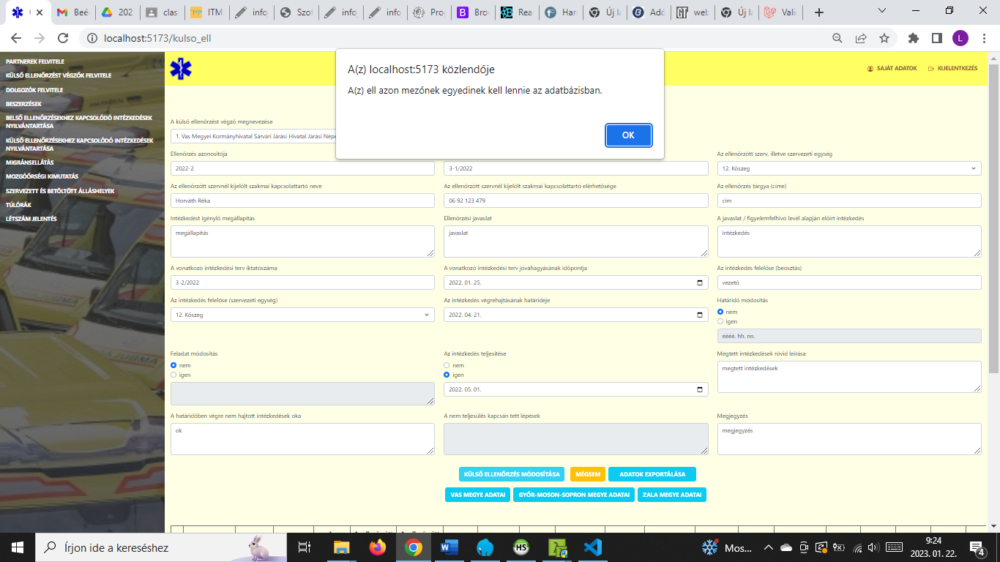 Beér
202
clas
ITM
info
Szof
info
info
Prog
Brow
Rea
Han
Új la
Adó
web
Új la
Valid
localhost:5173/kulso_ell
L
A(z) localhost:5173 közlendője
A(z) ell azon mezőnek egyedinek kell lennie az adatbázisban.
OK
PARTNEREK FELVITELE
KÜLSŐ ELLENŐRZÉST VÉGZŐK FELVITELE
DOLGOZÓK FELVITELE
BESZERZÉSEK
BELSŐ ELLENŐRZÉSEKHEZ KAPCSOLÓDÓ INTÉZKEDÉSEK
NYILVÁNTARTÁSA
KÜLSŐ ELLENŐRZÉSEKHEZ KAPCSOLÓDÓ INTÉZKEDÉSEK
NYILVÁNTARTÁSA
MIGRÁNSELLÁTÁS
MOZGÓŐRSÉGI KIMUTATÁS
SZERVEZETT ÉS BETÖLTÖTT ÁLLÁSHELYEK
TÚLÓRÁK
LÉTSZÁM JELENTÉS
SAJÁT ADATOK
KIJELENTKEZÉS
A külső ellenőrzést végző megnevezése
1. Vas Megyei Kormányhivatal Sárvári Járási Hivatal Járási Népe
Ellenőrzés azonosítója
Az ellenőrzött szerv, illetve szervezeti egység
2022-2
3-1/2022
12. Kőszeg
Az ellenőrzött szervnél kijelölt szakmai kapcsolattartó neve
Az ellenőrzött szervnél kijelölt szakmai kapcsolattartó elérhetősége
Az ellenőrzés tárgya (címe)
Horváth Réka
06 92 123 479
cím
Intézkedést igénylő megállapítás
Ellenőrzési javaslat
A javaslat / figyelemfelhívó levél alapján előírt intézkedés
megállapítás
javaslat
intézkedés
A vonatkozó intézkedési terv iktatószáma
A vonatkozó intézkedési terv jóváhagyásának időpontja
Az intézkedés felelőse (beosztás)
3-2/2022
2022. 01. 25.
vezető
Az intézkedés felelőse (szervezeti egység)
Az intézkedés végrehajtásának határideje
Határidő módosítás
12. Kőszeg
2022. 04. 21.
nem
igen
éééé. hh. nn.
Feladat módosítás
Az intézkedés teljesítése
Megtett intézkedések rövid leírása
nem
igen
nem
igen
2022. 05. 01.
megtett intézkedések
A határidőben végre nem hajtott intézkedések oka
A nem teljesülés kapcsán tett lépések
Megjegyzés
ok
megjegyzés
KÜLSŐ ELLENŐRZÉS MÓDOSÍTÁSA
MÉGSEM
ADATOK EXPORTÁLÁSA
VAS MEGYE ADATAI
GYŐR-MOSON-SOPRON MEGYE ADATAI
ZALA MEGYE ADATAI
Írjon ide a kereséshez
Mos...
9:24
2023. 01. 22.
4